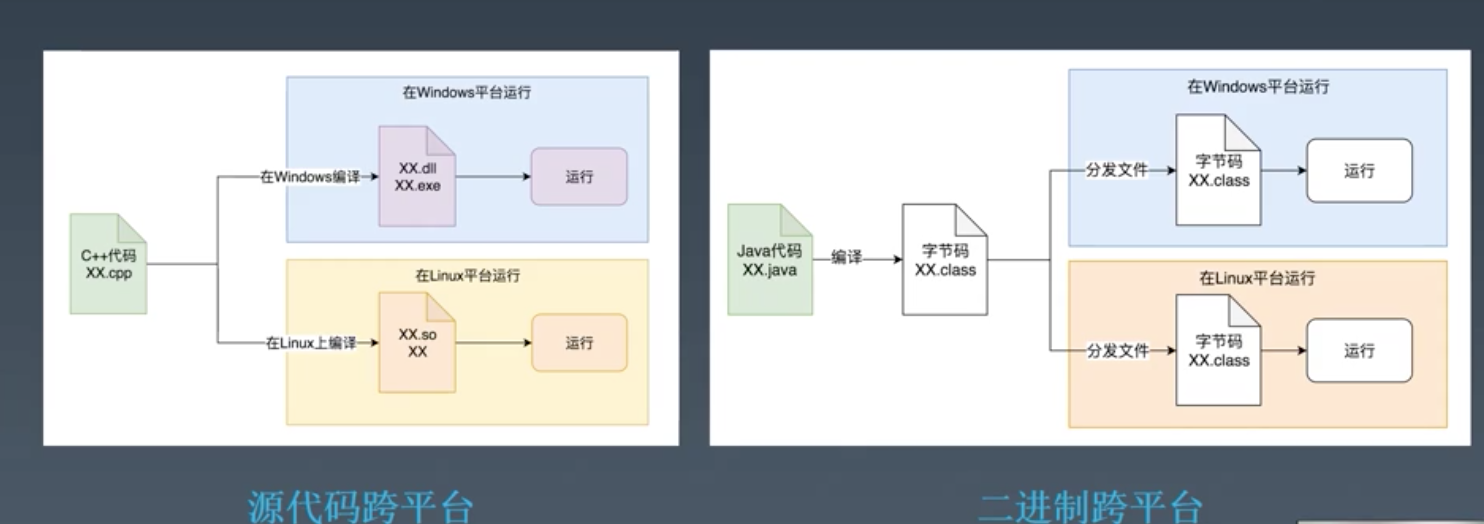 在Windows平台运行
在Windows编译
XX.dll
XX.exe
运行
C++代码
XX.cpp
在Linux平台运行
在Linux上编译
XX.so
XX
运行
源代码跨平台
在Windows平台运行
分发文件
字节码
XX.class
运行
Java代码
XX.java
编译
字节码
XX.class
在Linux平台运行
分发文件
字节码
XX.class
运行
二进制跨平台